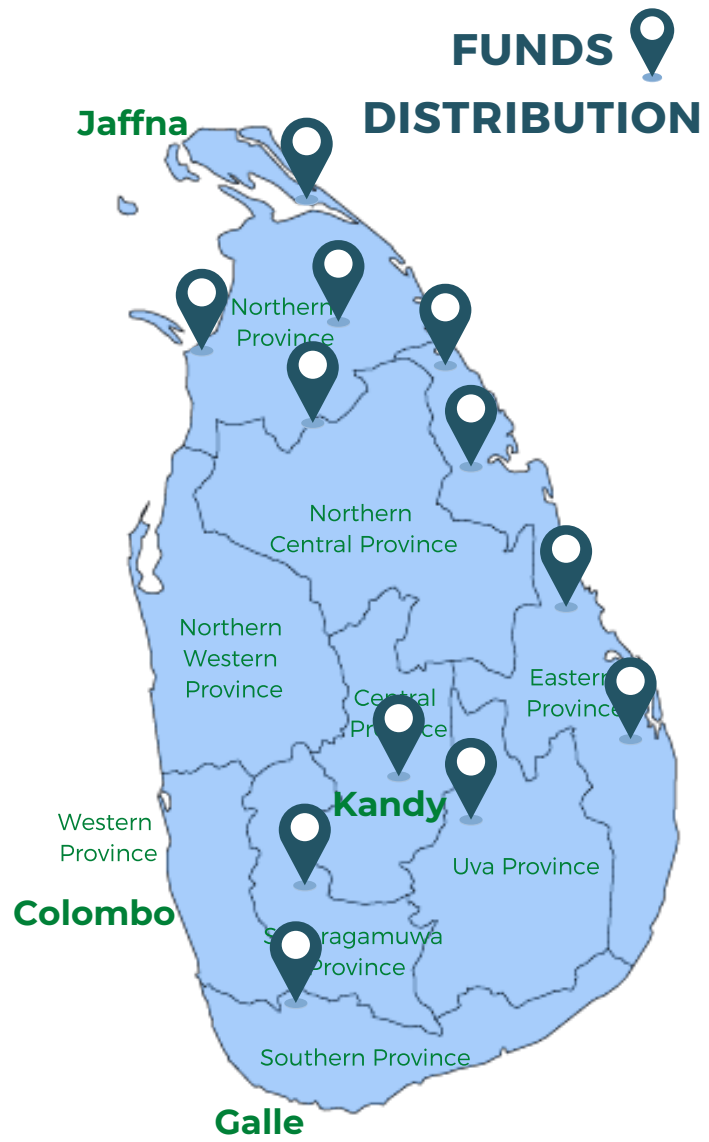 FUNDS
DISTRIBUTION
Jaffna
Northern
Province
Northern
Central Province
Northern
Western
Province
Eastern
Province
Central
Province
Kandy
Western
Province
Uva Province
Colombo
Sabaragamuwa
Province
Southern Province
Galle